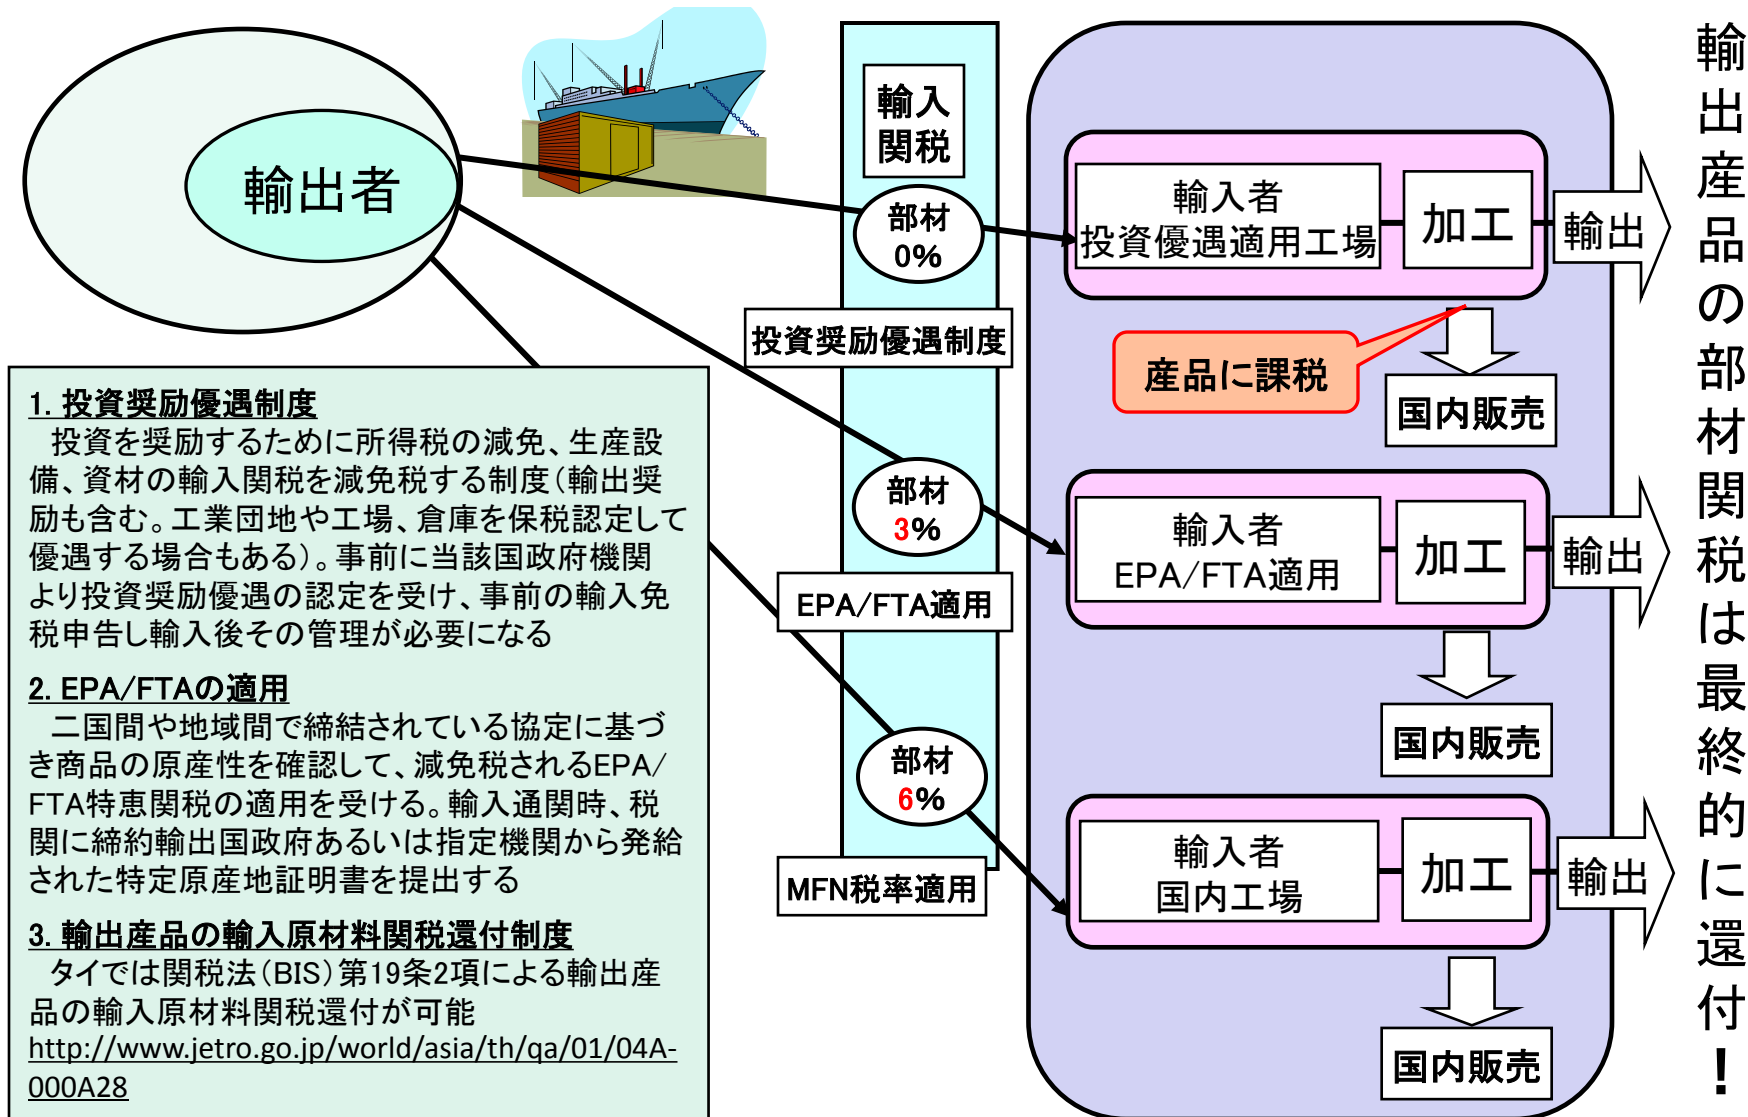 輸出者
輸入
関税
部材
0%
投資奨励優遇制度
部材
3%
EPA/FTA適用
部材
6%
MFN税率適用
輸入者
投資優遇適用工場
加工
輸出
産品に課税
国内販売
輸入者
EPA/FTA適用
加工
輸出
国内販売
輸入者
国内工場
加工
輸出
国内販売
輸出産品の部材関税は最終的に還付!
1. 投資奨励優遇制度
投資を奨励するために所得税の減免、生産設
備、資材の輸入関税を減免税する制度(輸出奨
励も含む。工業団地や工場、倉庫を保税認定して
優遇する場合もある)。事前に当該国政府機関
より投資奨励優遇の認定を受け、事前の輸入免
税申告し輸入後その管理が必要になる
2. EPA/FTAの適用
二国間や地域間で締結されている協定に基づ
き商品の原産性を確認して、減免税されるEPA/
FTA特恵関税の適用を受ける。輸入通関時、税
関に締約輸出国政府あるいは指定機関から発給
された特定原産地証明書を提出する
3. 輸出産品の輸入原材料関税還付制度
タイでは関税法(BIS)第19条2項による輸出産
品の輸入原材料関税還付が可能
http://www.jetro.go.jp/world/asia/th/qa/01/04A-
000A28